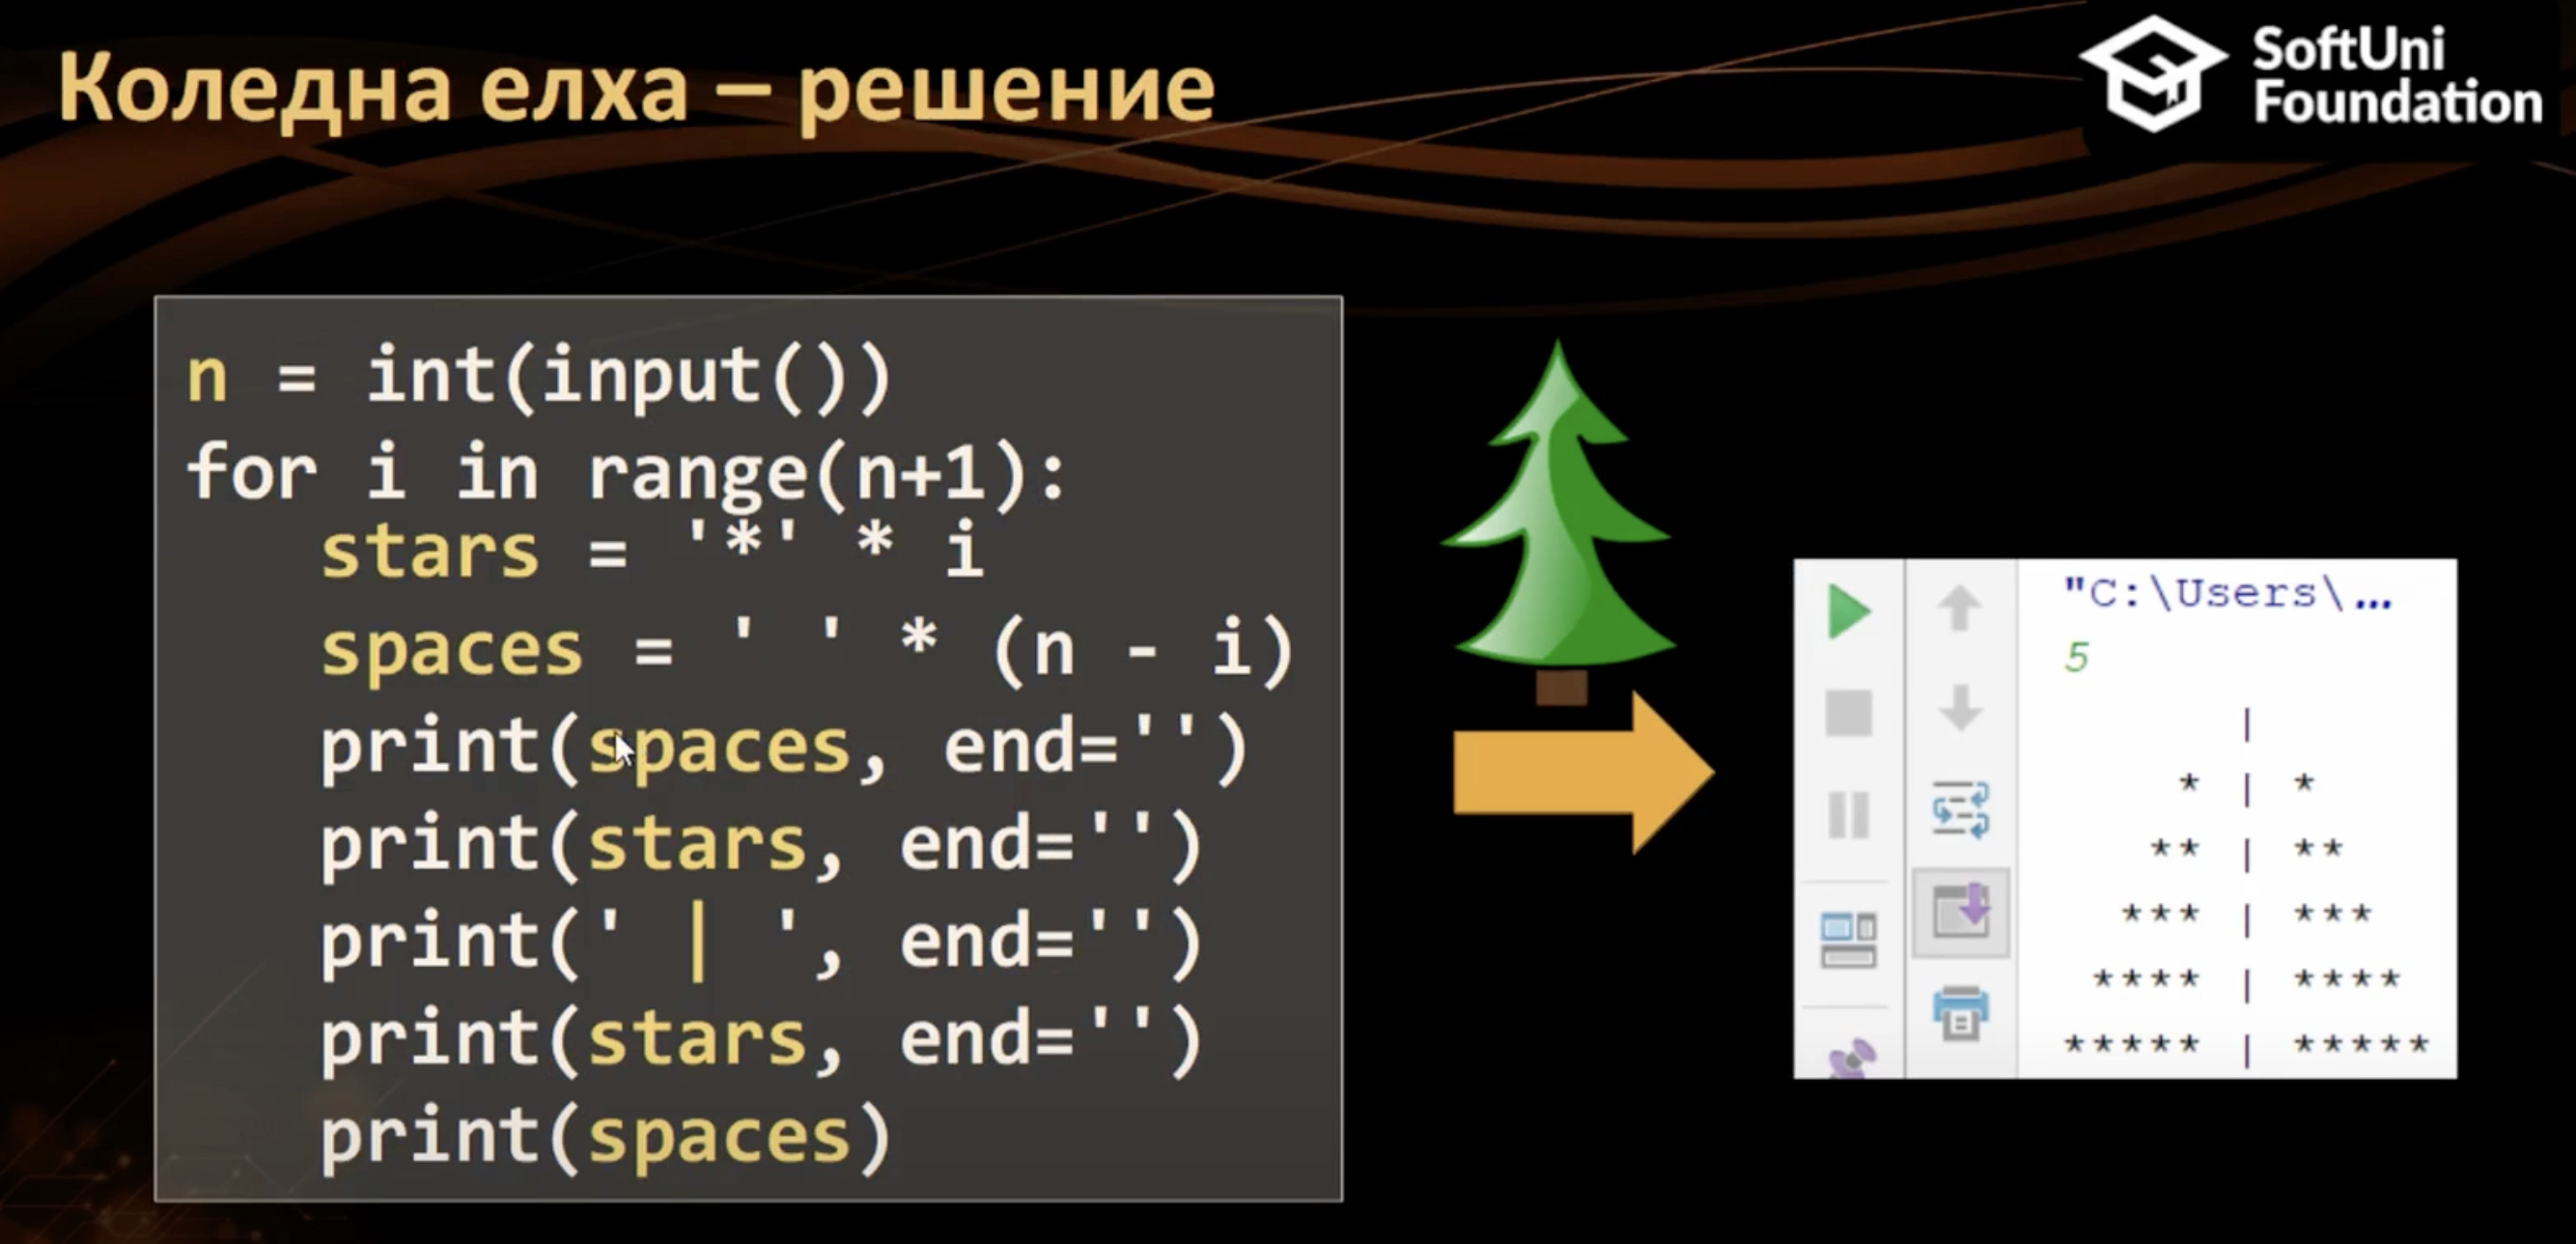 Коледна елха – решение
SoftUni
Foundation
n = int(input())
for i in range(n+1):
   stars = '*' * i
   spaces = ' ' * (n - i)
   print(spaces, end='')
   print(stars, end='')
   print(' | ', end='')
   print(stars, end='')
   print(spaces)
"C:\Users\...
5
      |
    * | *
   ** | **
  *** | ***
 **** | ****
***** | *****